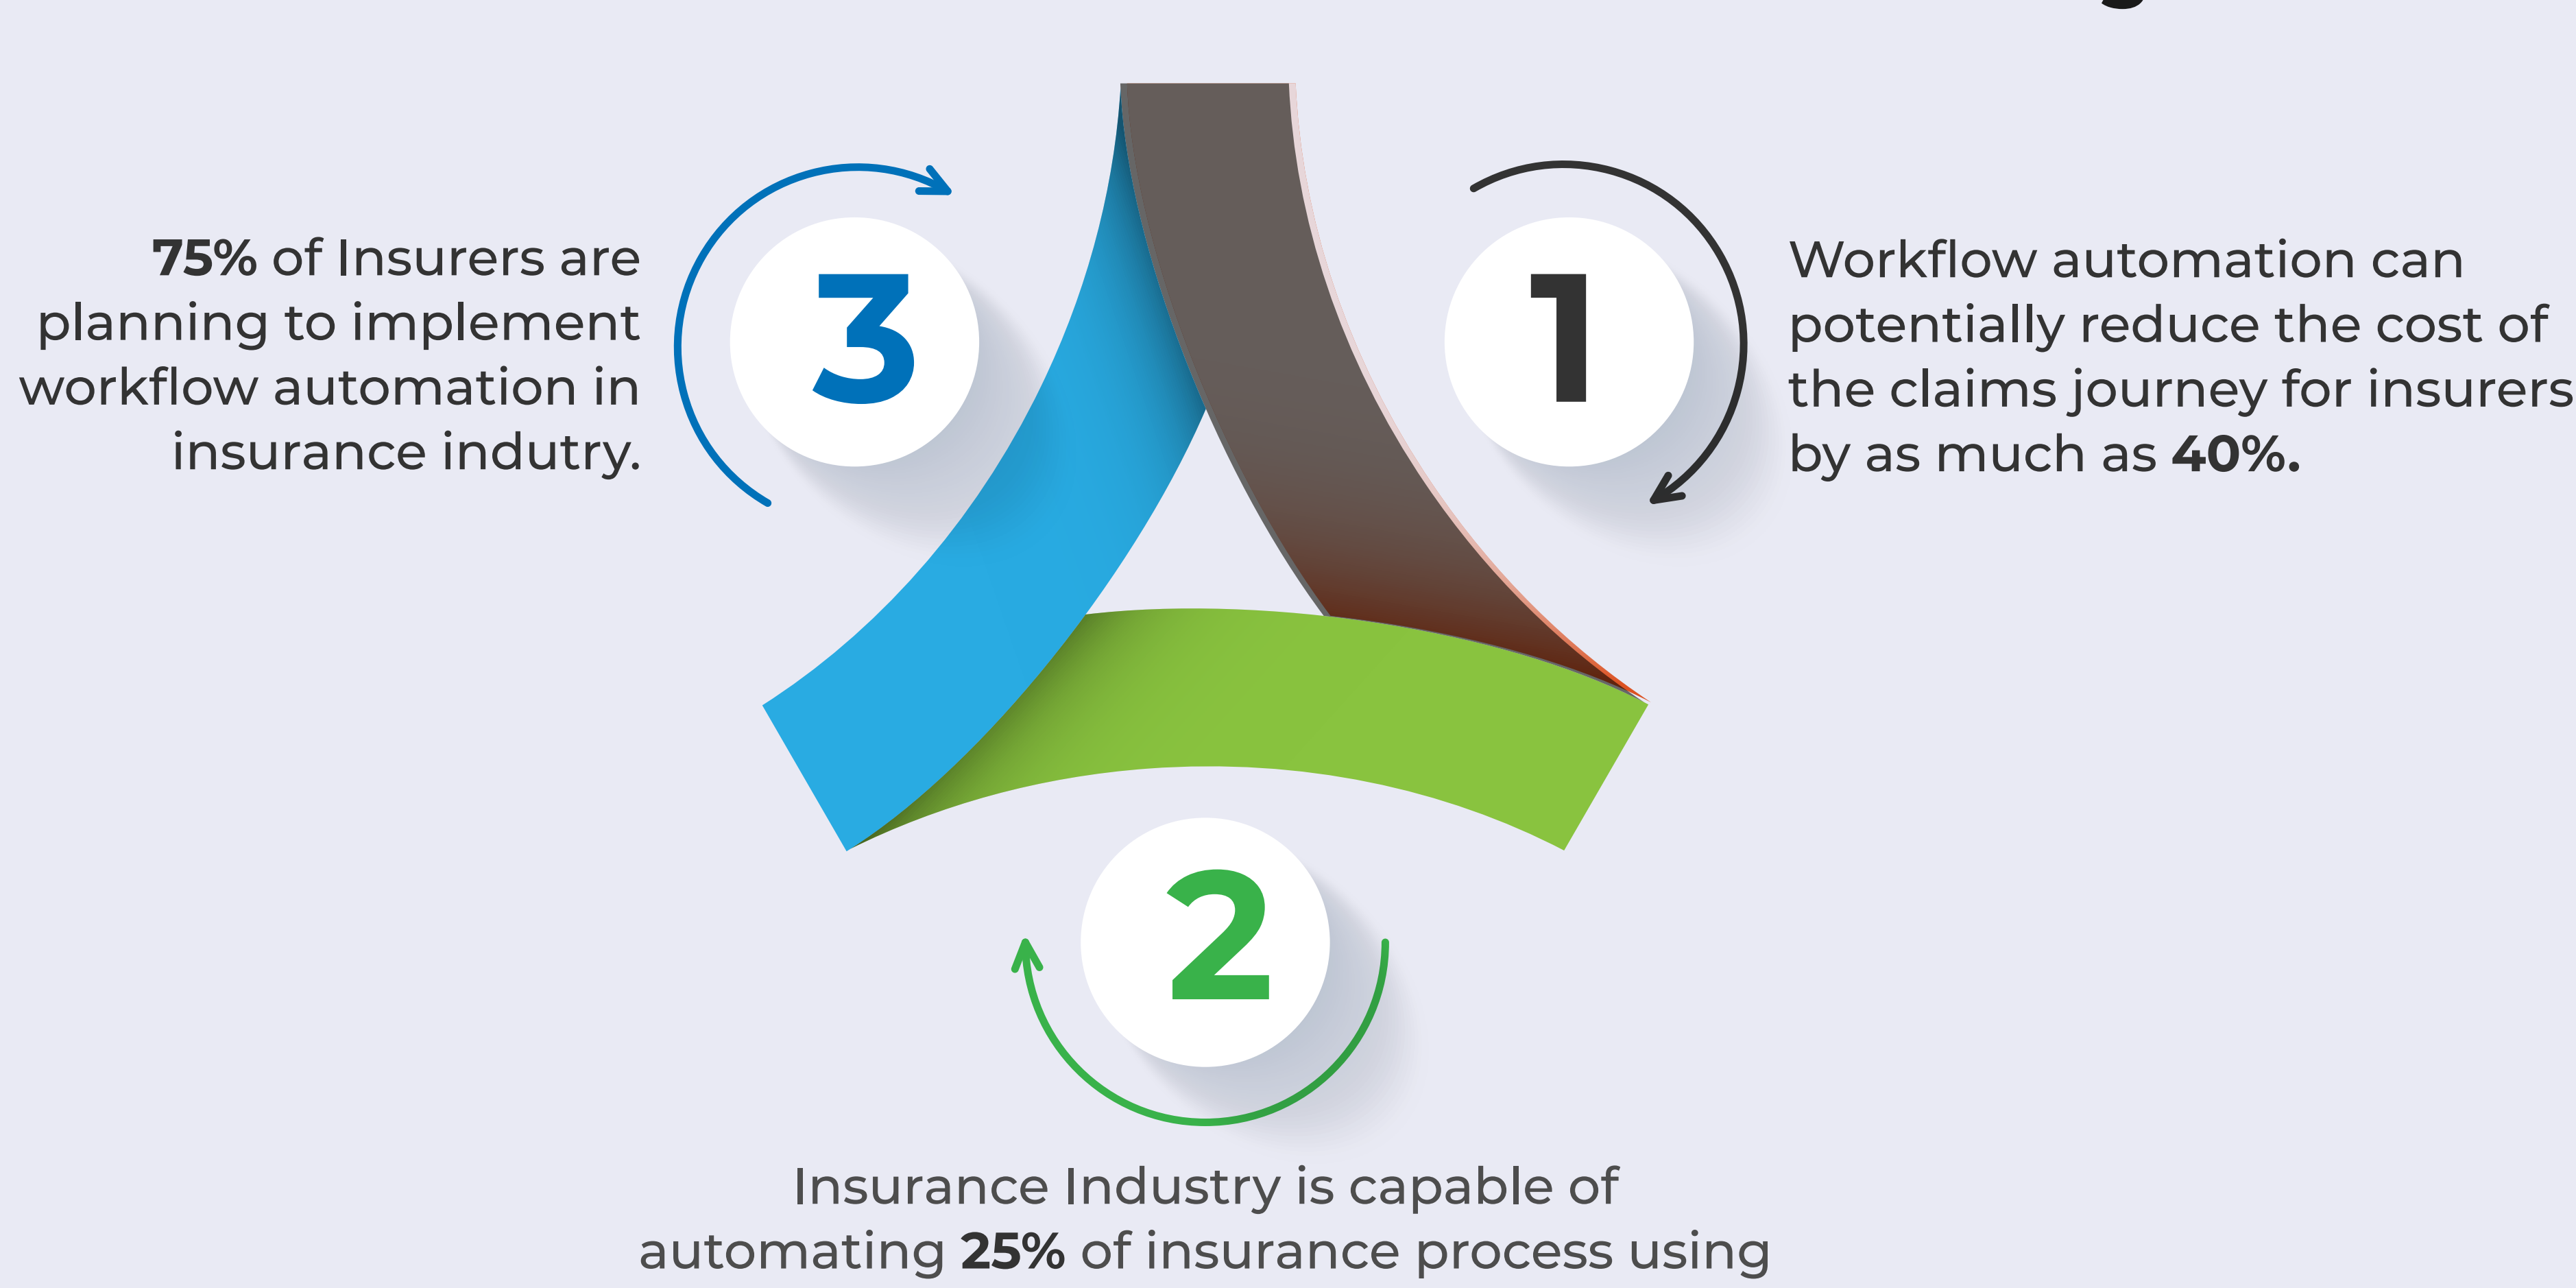 75% of Insurers are
planning to implement
workflow automation in
insurance indutry.
3
1
Workflow automation can
potentially reduce the cost of
the claims journey for insurers
by as much as 40%.
2
Insurance Industry is capable of
automating 25% of insurance process using